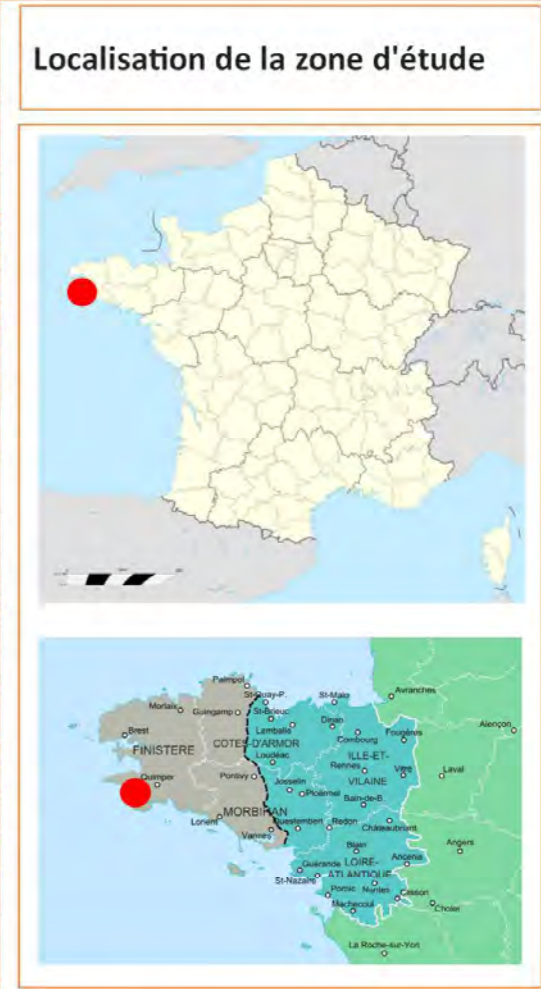 Localisation de la zone d'étude
Paimpol
St-Quay-P.
St-Malo
Avranches
Morlaix
Guingamp
St-Brieuc
Dinan
Alençon
Brest
Lamballe
Combourg
Fougères
FINISTERE
COTES-D'ARMOR
ILLE-ET-
VILAINE
Loudéac
Rennes
Vitré
Laval
Quimper
Pontivy
Josselin
Ploërmel
Bain-de-B.
MORBIHAN
Lorient
Questembert
Redon
Châteaubriant
Vannes
Blain
Angers
Guérande
LOIRE-
ATLANTIQUE
Ancenis
St-Nazaire
Pornic
Nantes
Clisson
Cholet
Machecoul
La Roche-sur-Yon